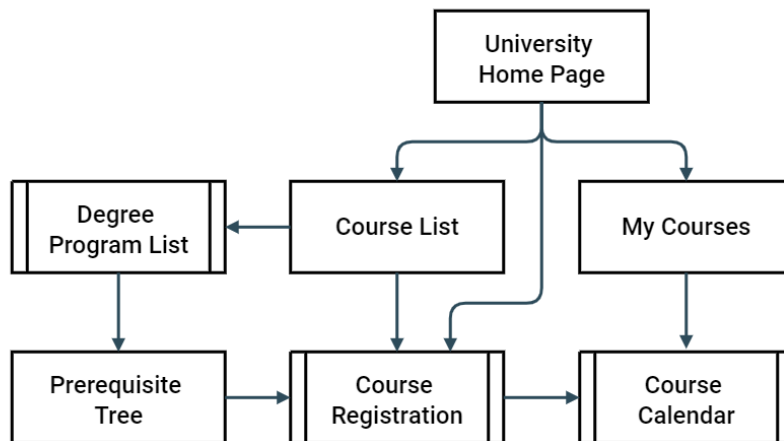 University
Home Page
Degree
Program List
Course List
My Courses
Prerequisite
Tree
Course
Registration
Course
Calendar